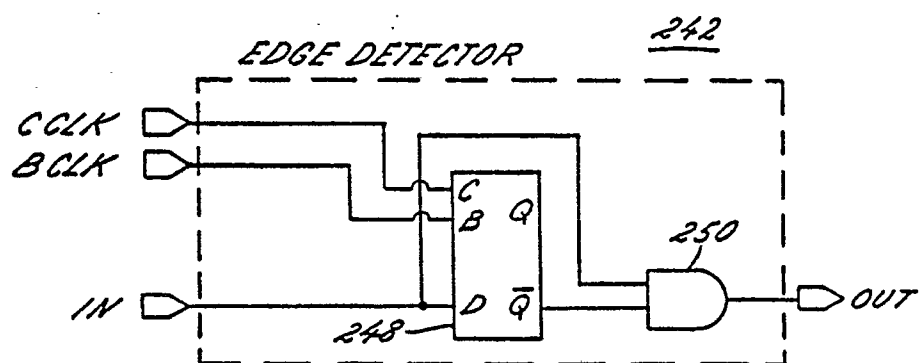 242
EDGE DETECTOR
CCLK
BCLK
C
B
Q
250
IN
D
Q̅
OUT
248